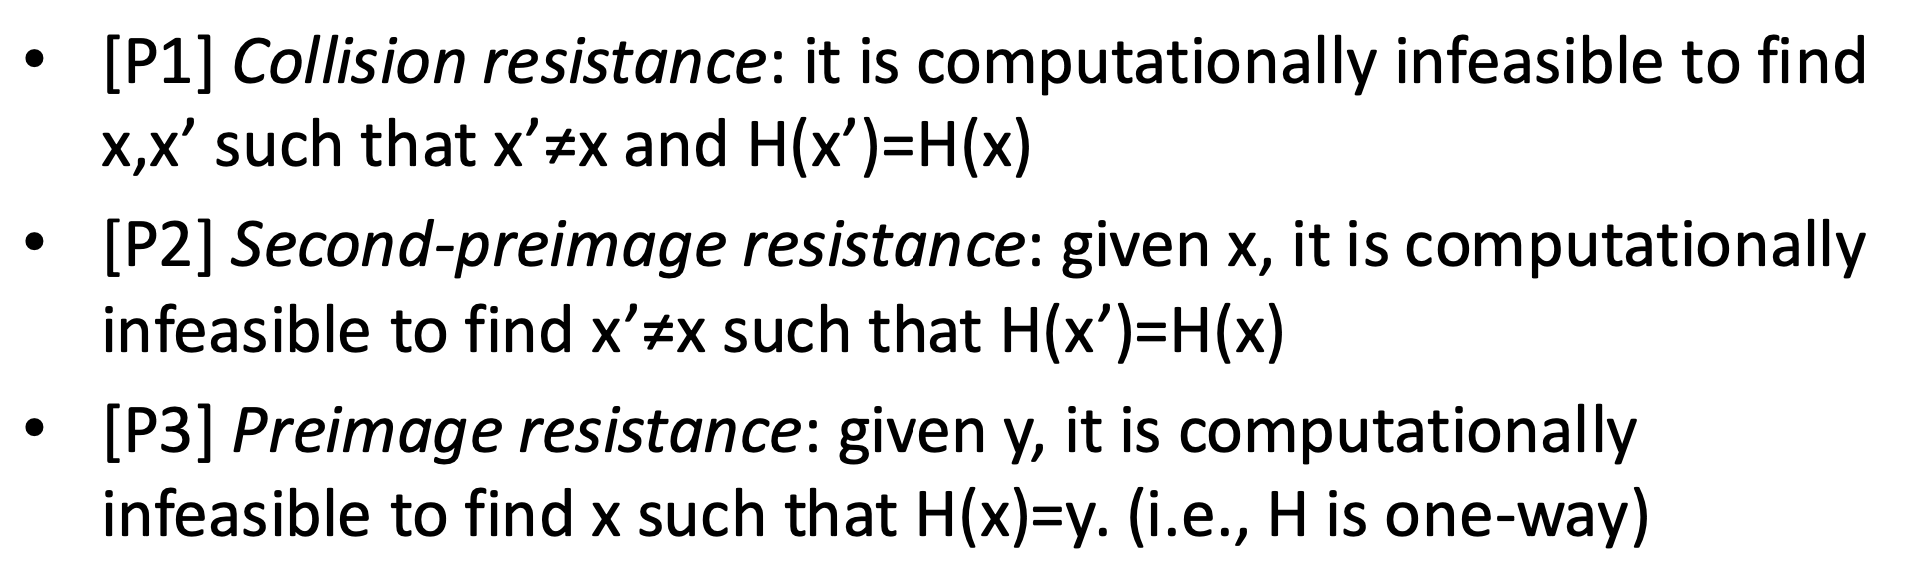 • [P1] Collision resistance: it is computationally infeasible to find
x,x’ such that x’≠x and H(x’)=H(x)
• [P2] Second-preimage resistance: given x, it is computationally
infeasible to find x’≠x such that H(x’)=H(x)
• [P3] Preimage resistance: given y, it is computationally
infeasible to find x such that H(x)=y. (i.e., H is one-way)